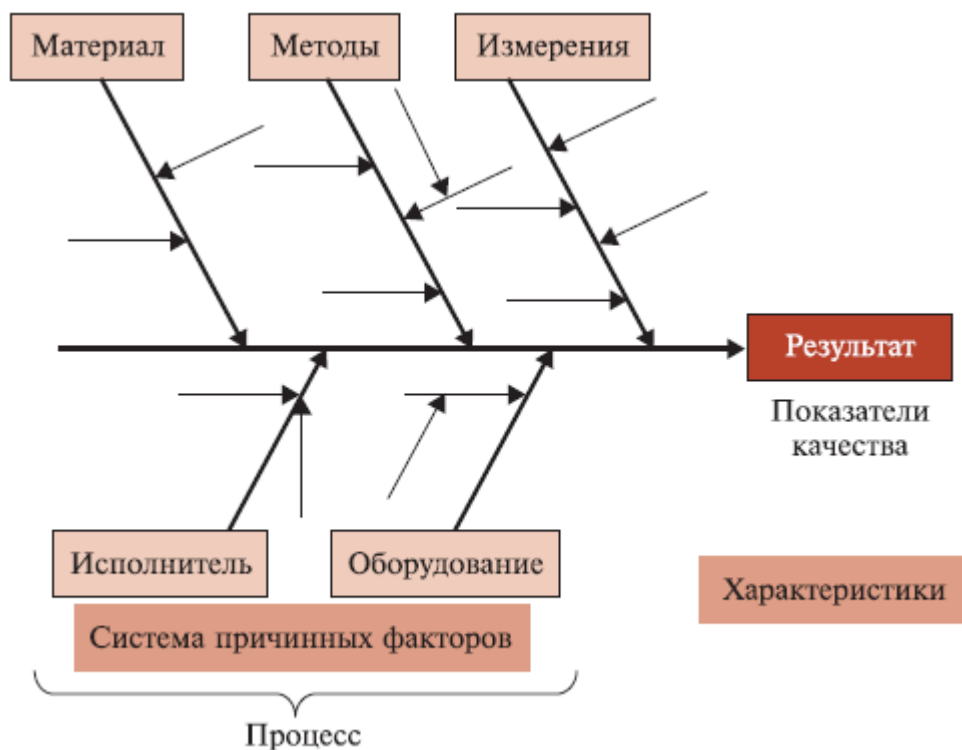 Материал
Методы
Измерения
Результат
Показатели
качества
Исполнитель
Оборудование
Характеристики
Система причинных факторов
Процесс